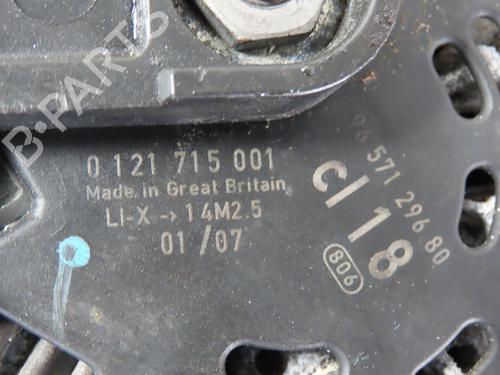 B-PARTS
0 121 715 001
Made in Great Britain
LI-X → 14M2.5
01/07
96 571 296 80
Cl 18
806